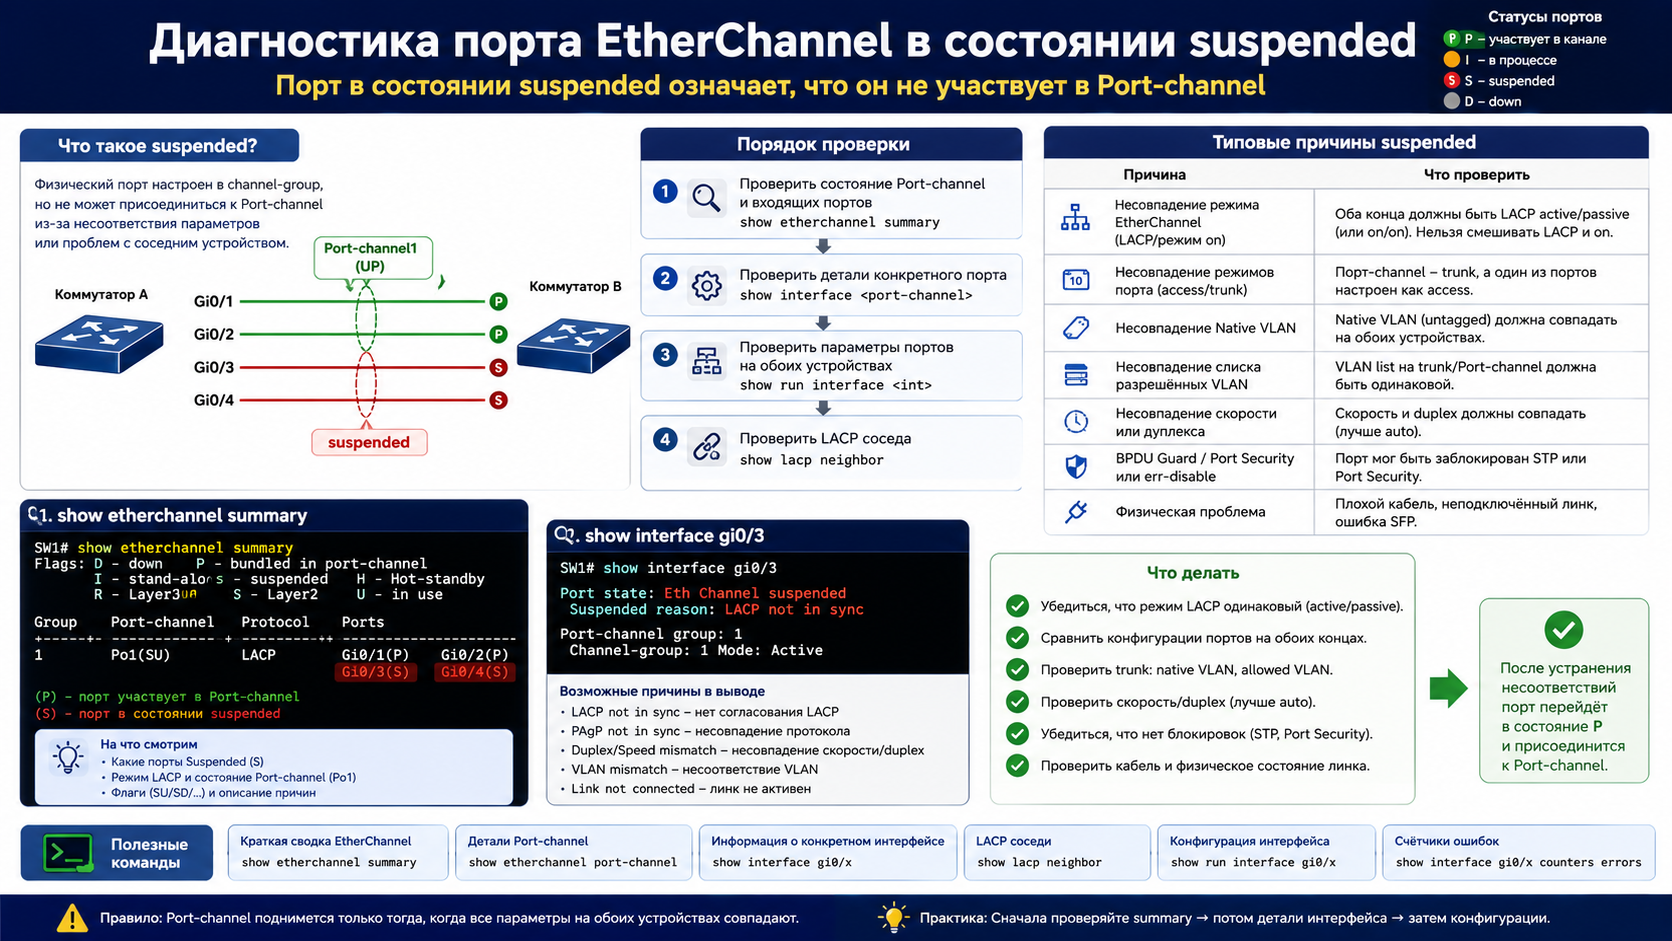 Диагностика порта EtherChannel в состоянии suspended
Порт в состоянии suspended означает, что он не участвует в Port-channel
Статусы портов
P P – участвует в канале
I – в процессе
S S – suspended
D – down
Что такое suspended?
Физический порт настроен в channel-group,
но не может присоединиться к Port-channel
из-за несоответствия параметров
или проблем с соседним устройством.
Port-channel1
(UP)
Коммутатор A
Коммутатор B
Gi0/1
P
Gi0/2
P
Gi0/3
S
Gi0/4
S
suspended
Порядок проверки
1
Проверить состояние Port-channel
и входящих портов
show etherchannel summary
2
Проверить детали конкретного порта
show interface <port-channel>
3
Проверить параметры портов
на обоих устройствах
show run interface <int>
4
Проверить LACP соседа
show lacp neighbor
Типовые причины suspended
Причина
Что проверить
Несовпадение режима
EtherChannel
(LACP/режим on)
Оба конца должны быть LACP active/passive
(или on/on). Нельзя смешивать LACP и on.
10
Несовпадение режимов
порта (access/trunk)
Порт-channel – trunk, а один из портов
настроен как access.
Несовпадение Native VLAN
Native VLAN (untagged) должна совпадать
на обоих устройствах.
Несовпадение списка
разрешённых VLAN
VLAN list на trunk/Port-channel должна
быть одинаковой.
Несовпадение скорости
или дуплекса
Скорость и duplex должны совпадать
(лучше auto).
BPDU Guard / Port Security
или err-disable
Порт мог быть заблокирован STP или
Port Security.
Физическая проблема
Плохой кабель, неподключённый линк,
ошибка SFP.
1. show etherchannel summary
SW1# show etherchannel summary
Flags: D - down P - bundled in port-channel
I - stand-alo s - suspended H - Hot-standby
R - Layer3 S - Layer2 U - in use
Group Port-channel Protocol Ports
+-----+- ------------- + ----------++ ---------------------
1 Po1(SU) LACP Gi0/1(P) Gi0/2(P)
Gi0/3(S) Gi0/4(S)
(P) – порт участвует в Port-channel
(S) – порт в состоянии suspended
На что смотрим
• Какие порты Suspended (S)
• Режим LACP и состояние Port-channel (Po1)
• Флаги (SU/SD/...) и описание причин
. show interface gi0/3
SW1# show interface gi0/3
Port state: Eth Channel suspended
Suspended reason: LACP not in sync
Port-channel group: 1
Channel-group: 1 Mode: Active
Возможные причины в выводе
• LACP not in sync – нет согласования LACP
• PAgP not in sync – несовпадение протокола
• Duplex/Speed mismatch – несовпадение скорости/duplex
• VLAN mismatch – несоответствие VLAN
• Link not connected – линк не активен
Что делать
Убедиться, что режим LACP одинаковый (active/passive).
Сравнить конфигурации портов на обоих концах.
Проверить trunk: native VLAN, allowed VLAN.
Проверить скорость/duplex (лучше auto).
Убедиться, что нет блокировок (STP, Port Security).
Проверить кабель и физическое состояние линка.
После устранения
несоответствий
порт перейдёт
в состояние P
и присоединится
к Port-channel.
Полезные
команды
Краткая сводка EtherChannel
show etherchannel summary
Детали Port-channel
show etherchannel port-channel
Информация о конкретном интерфейсе
show interface gi0/x
LACP соседи
show lacp neighbor
Конфигурация интерфейса
show run interface gi0/x
Счётчики ошибок
show interface gi0/x counters errors
Правило: Port-channel поднимется только тогда, когда все параметры на обоих устройствах совпадают.
Практика: Сначала проверяйте summary → потом детали интерфейса → затем конфигурации.